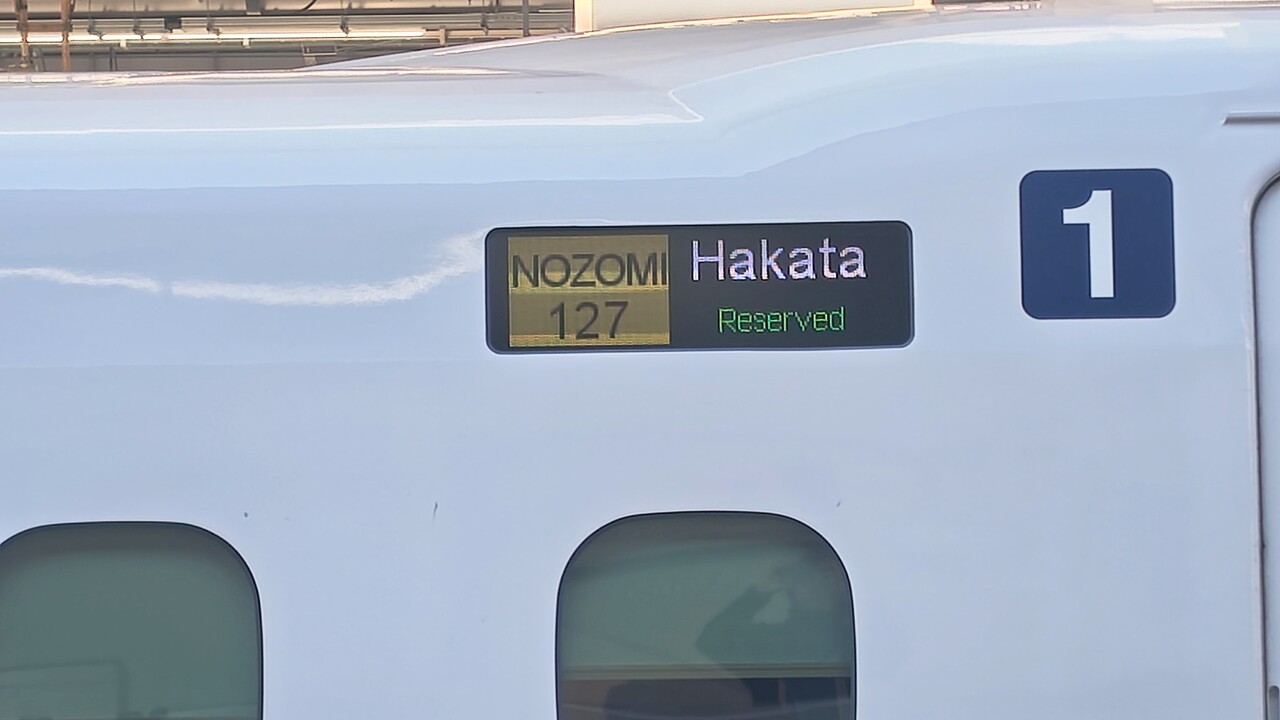 NOZOMI
127
Hakata
Reserved
1